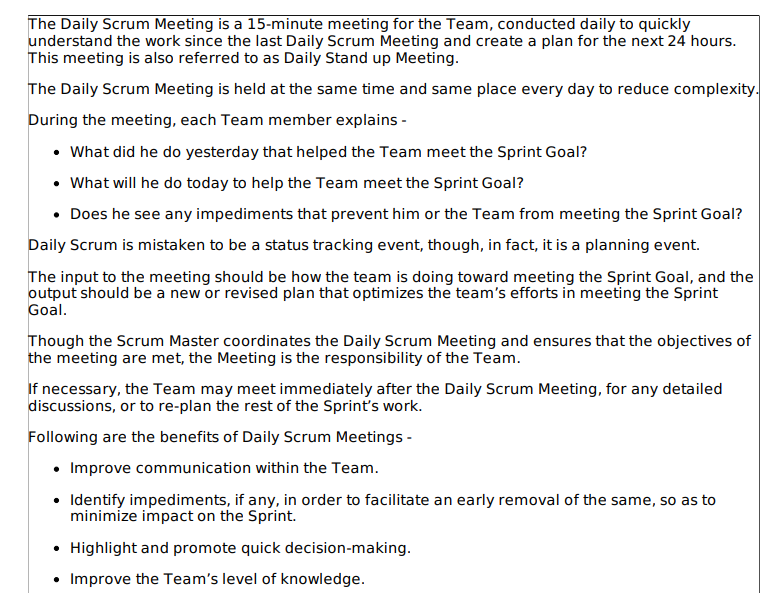 The Daily Scrum Meeting is a 15-minute meeting for the Team, conducted daily to quickly
understand the work since the last Daily Scrum Meeting and create a plan for the next 24 hours.
This meeting is also referred to as Daily Stand up Meeting.
The Daily Scrum Meeting is held at the same time and same place every day to reduce complexity.
During the meeting, each Team member explains -
• What did he do yesterday that helped the Team meet the Sprint Goal?
• What will he do today to help the Team meet the Sprint Goal?
• Does he see any impediments that prevent him or the Team from meeting the Sprint Goal?
Daily Scrum is mistaken to be a status tracking event, though, in fact, it is a planning event.
The input to the meeting should be how the team is doing toward meeting the Sprint Goal, and the
output should be a new or revised plan that optimizes the team’s efforts in meeting the Sprint
Goal.
Though the Scrum Master coordinates the Daily Scrum Meeting and ensures that the objectives of
the meeting are met, the Meeting is the responsibility of the Team.
If necessary, the Team may meet immediately after the Daily Scrum Meeting, for any detailed
discussions, or to re-plan the rest of the Sprint’s work.
Following are the benefits of Daily Scrum Meetings -
• Improve communication within the Team.
• Identify impediments, if any, in order to facilitate an early removal of the same, so as to
minimize impact on the Sprint.
• Highlight and promote quick decision-making.
• Improve the Team’s level of knowledge.